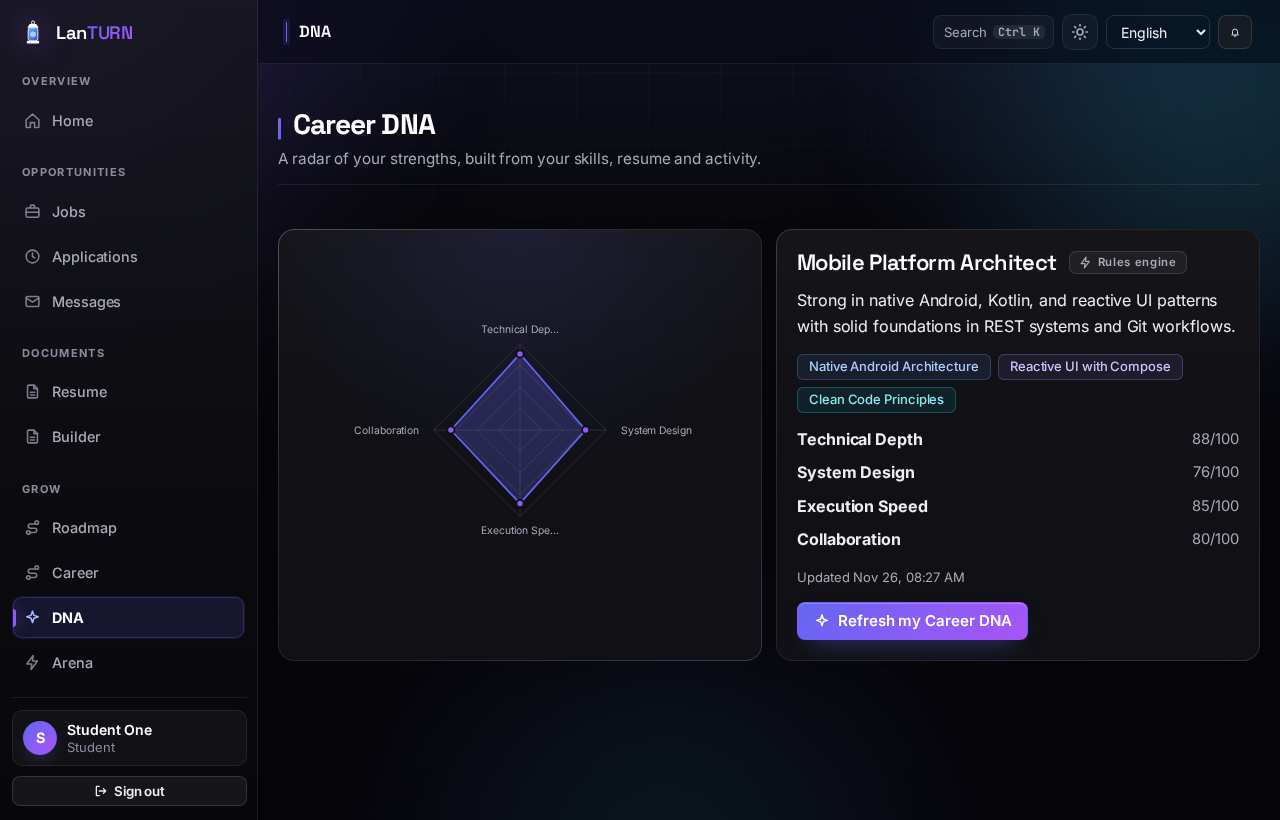 LanTURN
OVERVIEW
Home
OPPORTUNITIES
Jobs
Applications
Messages
DOCUMENTS
Resume
Builder
GROW
Roadmap
Career
DNA
Arena
S
Student One
Student
Sign out
DNA
Search Ctrl K
English
Career DNA
A radar of your strengths, built from your skills, resume and activity.
Technical Dep...
Collaboration
System Design
Execution Spe...
Mobile Platform Architect
Rules engine
Strong in native Android, Kotlin, and reactive UI patterns
with solid foundations in REST systems and Git workflows.
Native Android Architecture
Reactive UI with Compose
Clean Code Principles
Technical Depth 88/100
System Design 76/100
Execution Speed 85/100
Collaboration 80/100
Updated Nov 26, 08:27 AM
Refresh my Career DNA